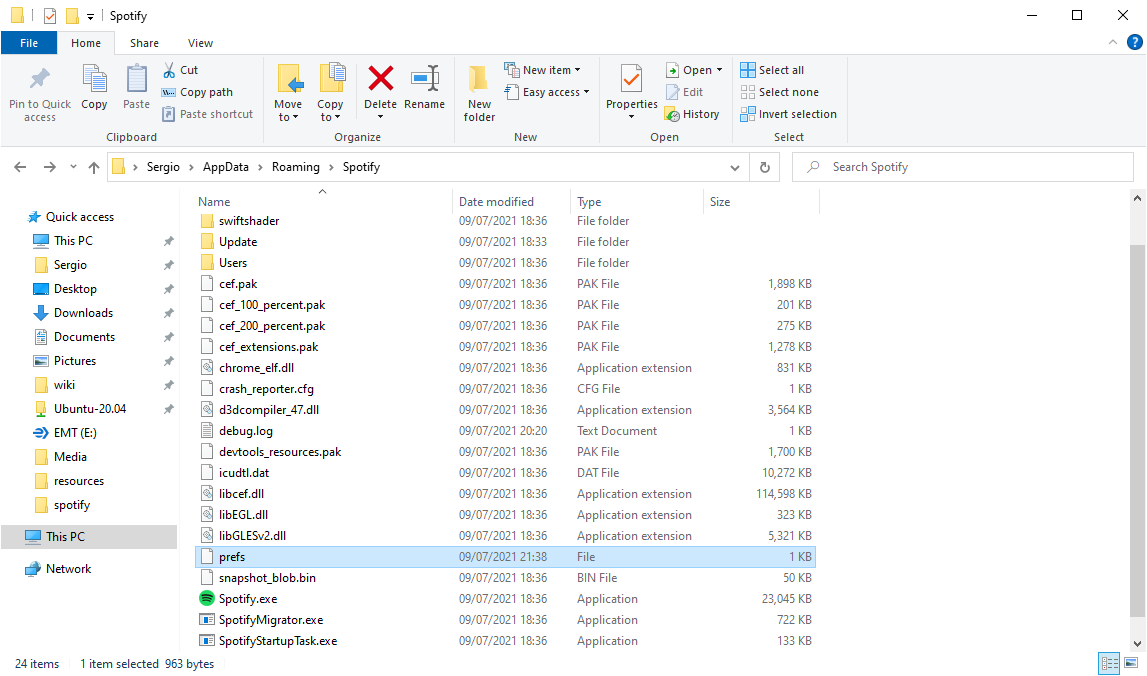 Spotify
File Home Share View
Pin to Quick access
Copy
Paste
Cut
Copy path
Paste shortcut
Clipboard
Move to
Copy to
Delete
Rename
Organize
New folder
New item
Easy access
New
Properties
Open
Edit
History
Open
Select all
Select none
Invert selection
Select
Sergio › AppData › Roaming › Spotify
Search Spotify
Quick access
This PC
Sergio
Desktop
Downloads
Documents
Pictures
wiki
Ubuntu-20.04
EMT (E:)
Media
resources
spotify
This PC
Network
Name Date modified Type Size
swiftshader 09/07/2021 18:36 File folder
Update 09/07/2021 18:33 File folder
Users 09/07/2021 18:36 File folder
cef.pak 09/07/2021 18:36 PAK File 1,898 KB
cef_100_percent.pak 09/07/2021 18:36 PAK File 201 KB
cef_200_percent.pak 09/07/2021 18:36 PAK File 275 KB
cef_extensions.pak 09/07/2021 18:36 PAK File 1,278 KB
chrome_elf.dll 09/07/2021 18:36 Application extension 831 KB
crash_reporter.cfg 09/07/2021 18:36 CFG File 1 KB
d3dcompiler_47.dll 09/07/2021 18:36 Application extension 3,564 KB
debug.log 09/07/2021 20:20 Text Document 1 KB
devtools_resources.pak 09/07/2021 18:36 PAK File 1,700 KB
icudtl.dat 09/07/2021 18:36 DAT File 10,272 KB
libcef.dll 09/07/2021 18:36 Application extension 114,598 KB
libEGL.dll 09/07/2021 18:36 Application extension 323 KB
libGLESv2.dll 09/07/2021 18:36 Application extension 5,321 KB
prefs 09/07/2021 21:38 File 1 KB
snapshot_blob.bin 09/07/2021 18:36 BIN File 50 KB
Spotify.exe 09/07/2021 18:36 Application 23,045 KB
SpotifyMigrator.exe 09/07/2021 18:36 Application 722 KB
SpotifyStartupTask.exe 09/07/2021 18:36 Application 133 KB
24 items 1 item selected 963 bytes